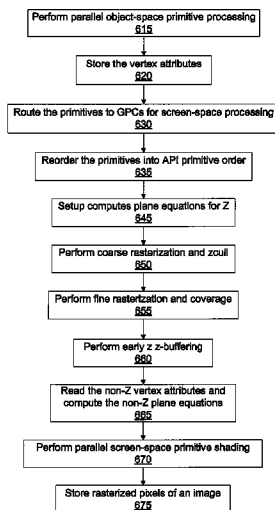 Perform parallel object-space primitive processing
615
Store the vertex attributes
620
Route the primitives to GPCs for screen-space processing
630
Reorder the primitives into API primitive order
635
Setup computes plane equations for Z
645
Perform coarse rasterization and zcull
650
Perform fine rasterization and coverage
655
Perform early z z-buffering
660
Read the non-Z vertex attributes and
compute the non-Z plane equations
665
Perform parallel screen-space primitive shading
670
Store rasterized pixels of an image
675